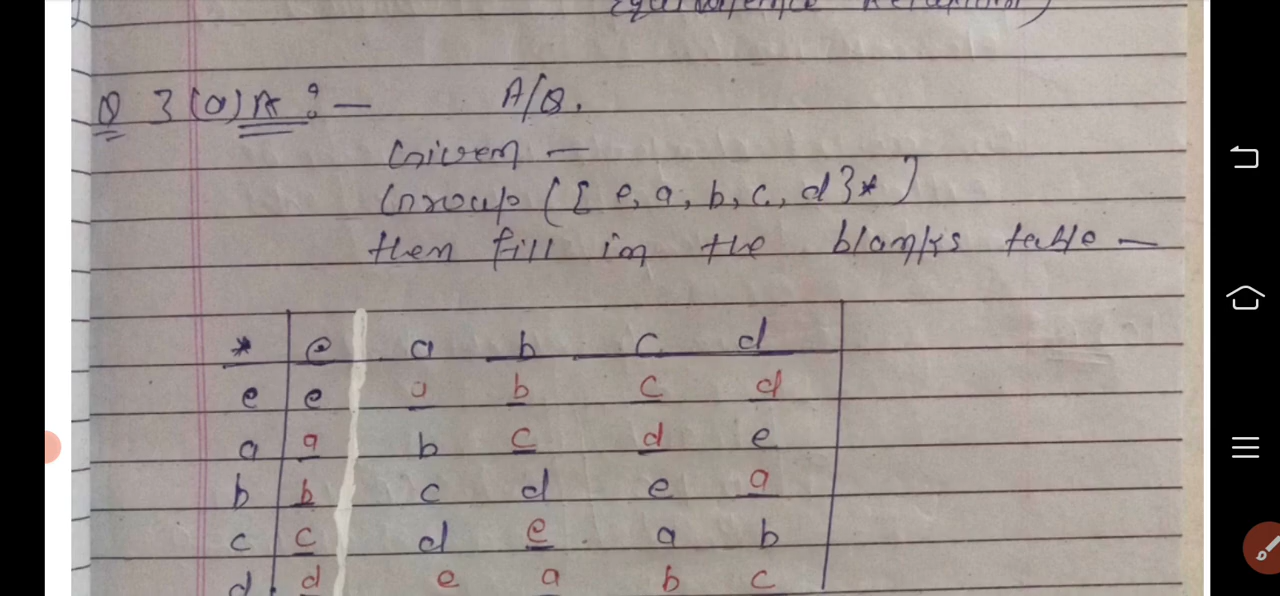 Q 3 (a) A :— A/Q.
Given —
Group ({ e, a, b, c, d } *)
then fill in the blanks table —
* e a b c d
e e a b c d
a a b c d e
b b c d e a
c c d e a b
d d e a b c